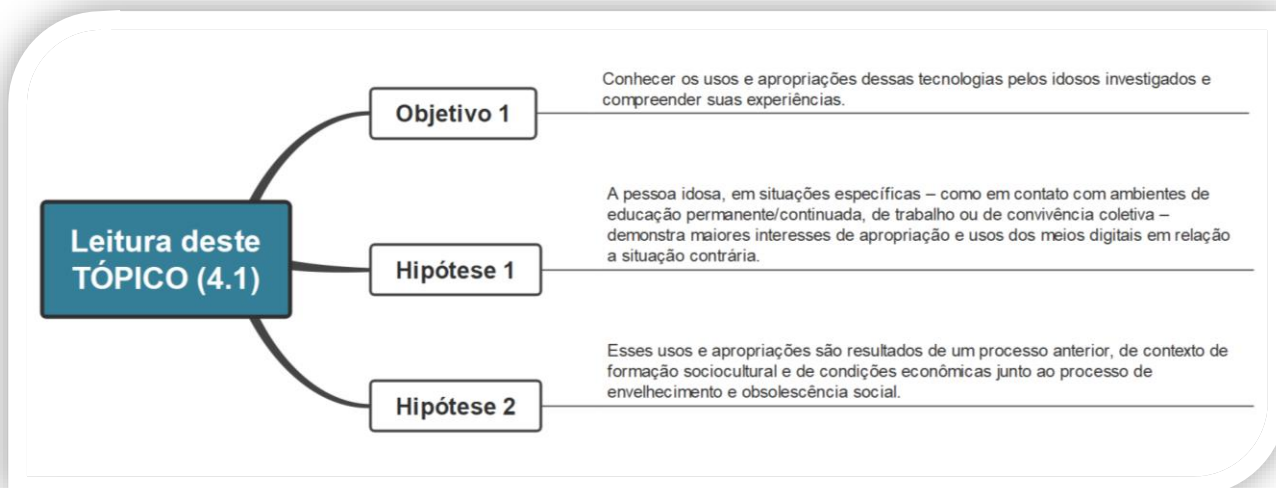 Leitura deste
TÓPICO (4.1)
Objetivo 1
Conhecer os usos e apropriações dessas tecnologias pelos idosos investigados e
compreender suas experiências.
Hipótese 1
A pessoa idosa, em situações específicas – como em contato com ambientes de
educação permanente/continuada, de trabalho ou de convivência coletiva –
demonstra maiores interesses de apropriação e usos dos meios digitais em relação
a situação contrária.
Hipótese 2
Esses usos e apropriações são resultados de um processo anterior, de contexto de
formação sociocultural e de condições econômicas junto ao processo de
envelhecimento e obsolescência social.